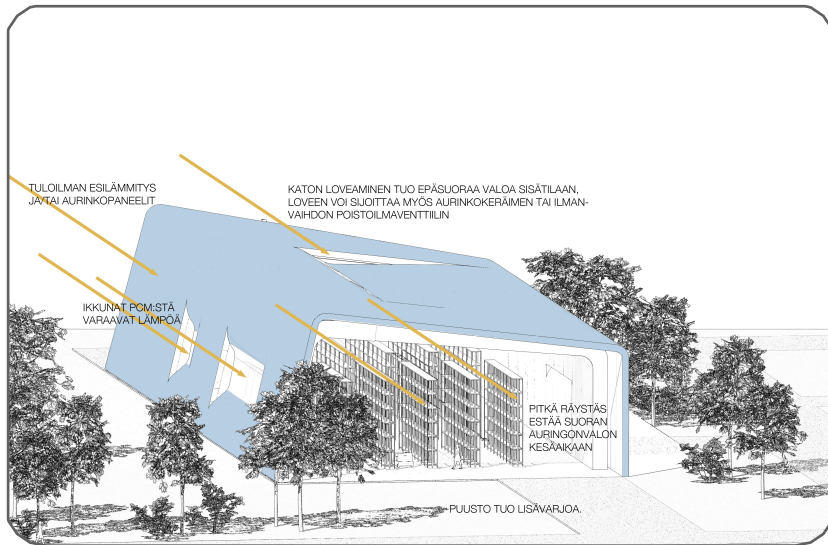 TULOILMAN ESILÄMMITYS
JA/TAI AURINKOPANEELIT
KATON LOVEAMINEN TUO EPÄSUORAA VALOA SISÄTILAAN,
LOVEEN VOI SIJOITTAA MYÖS AURINKOKERÄIMEN TAI ILMAN-
VAIHDON POISTOILMAVENTTIILIN
IKKUNAT PCM:STÄ
VARAAVAT LÄMPÖÄ
PITKÄ RÄYSTÄS
ESTÄÄ SUORAN
AURINGONVALON
KESÄAIKAAN
PUUSTO TUO LISÄVARJOA.